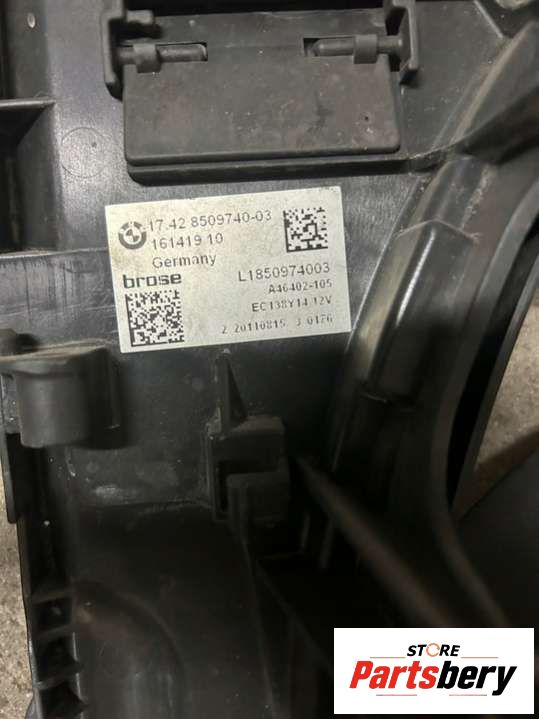 17.42 8509740-03
161419 10
Germany
brose
L1850974003
A46402-105
EC138Y14 12V
2 20110815 3 0176
STORE
Partsbery